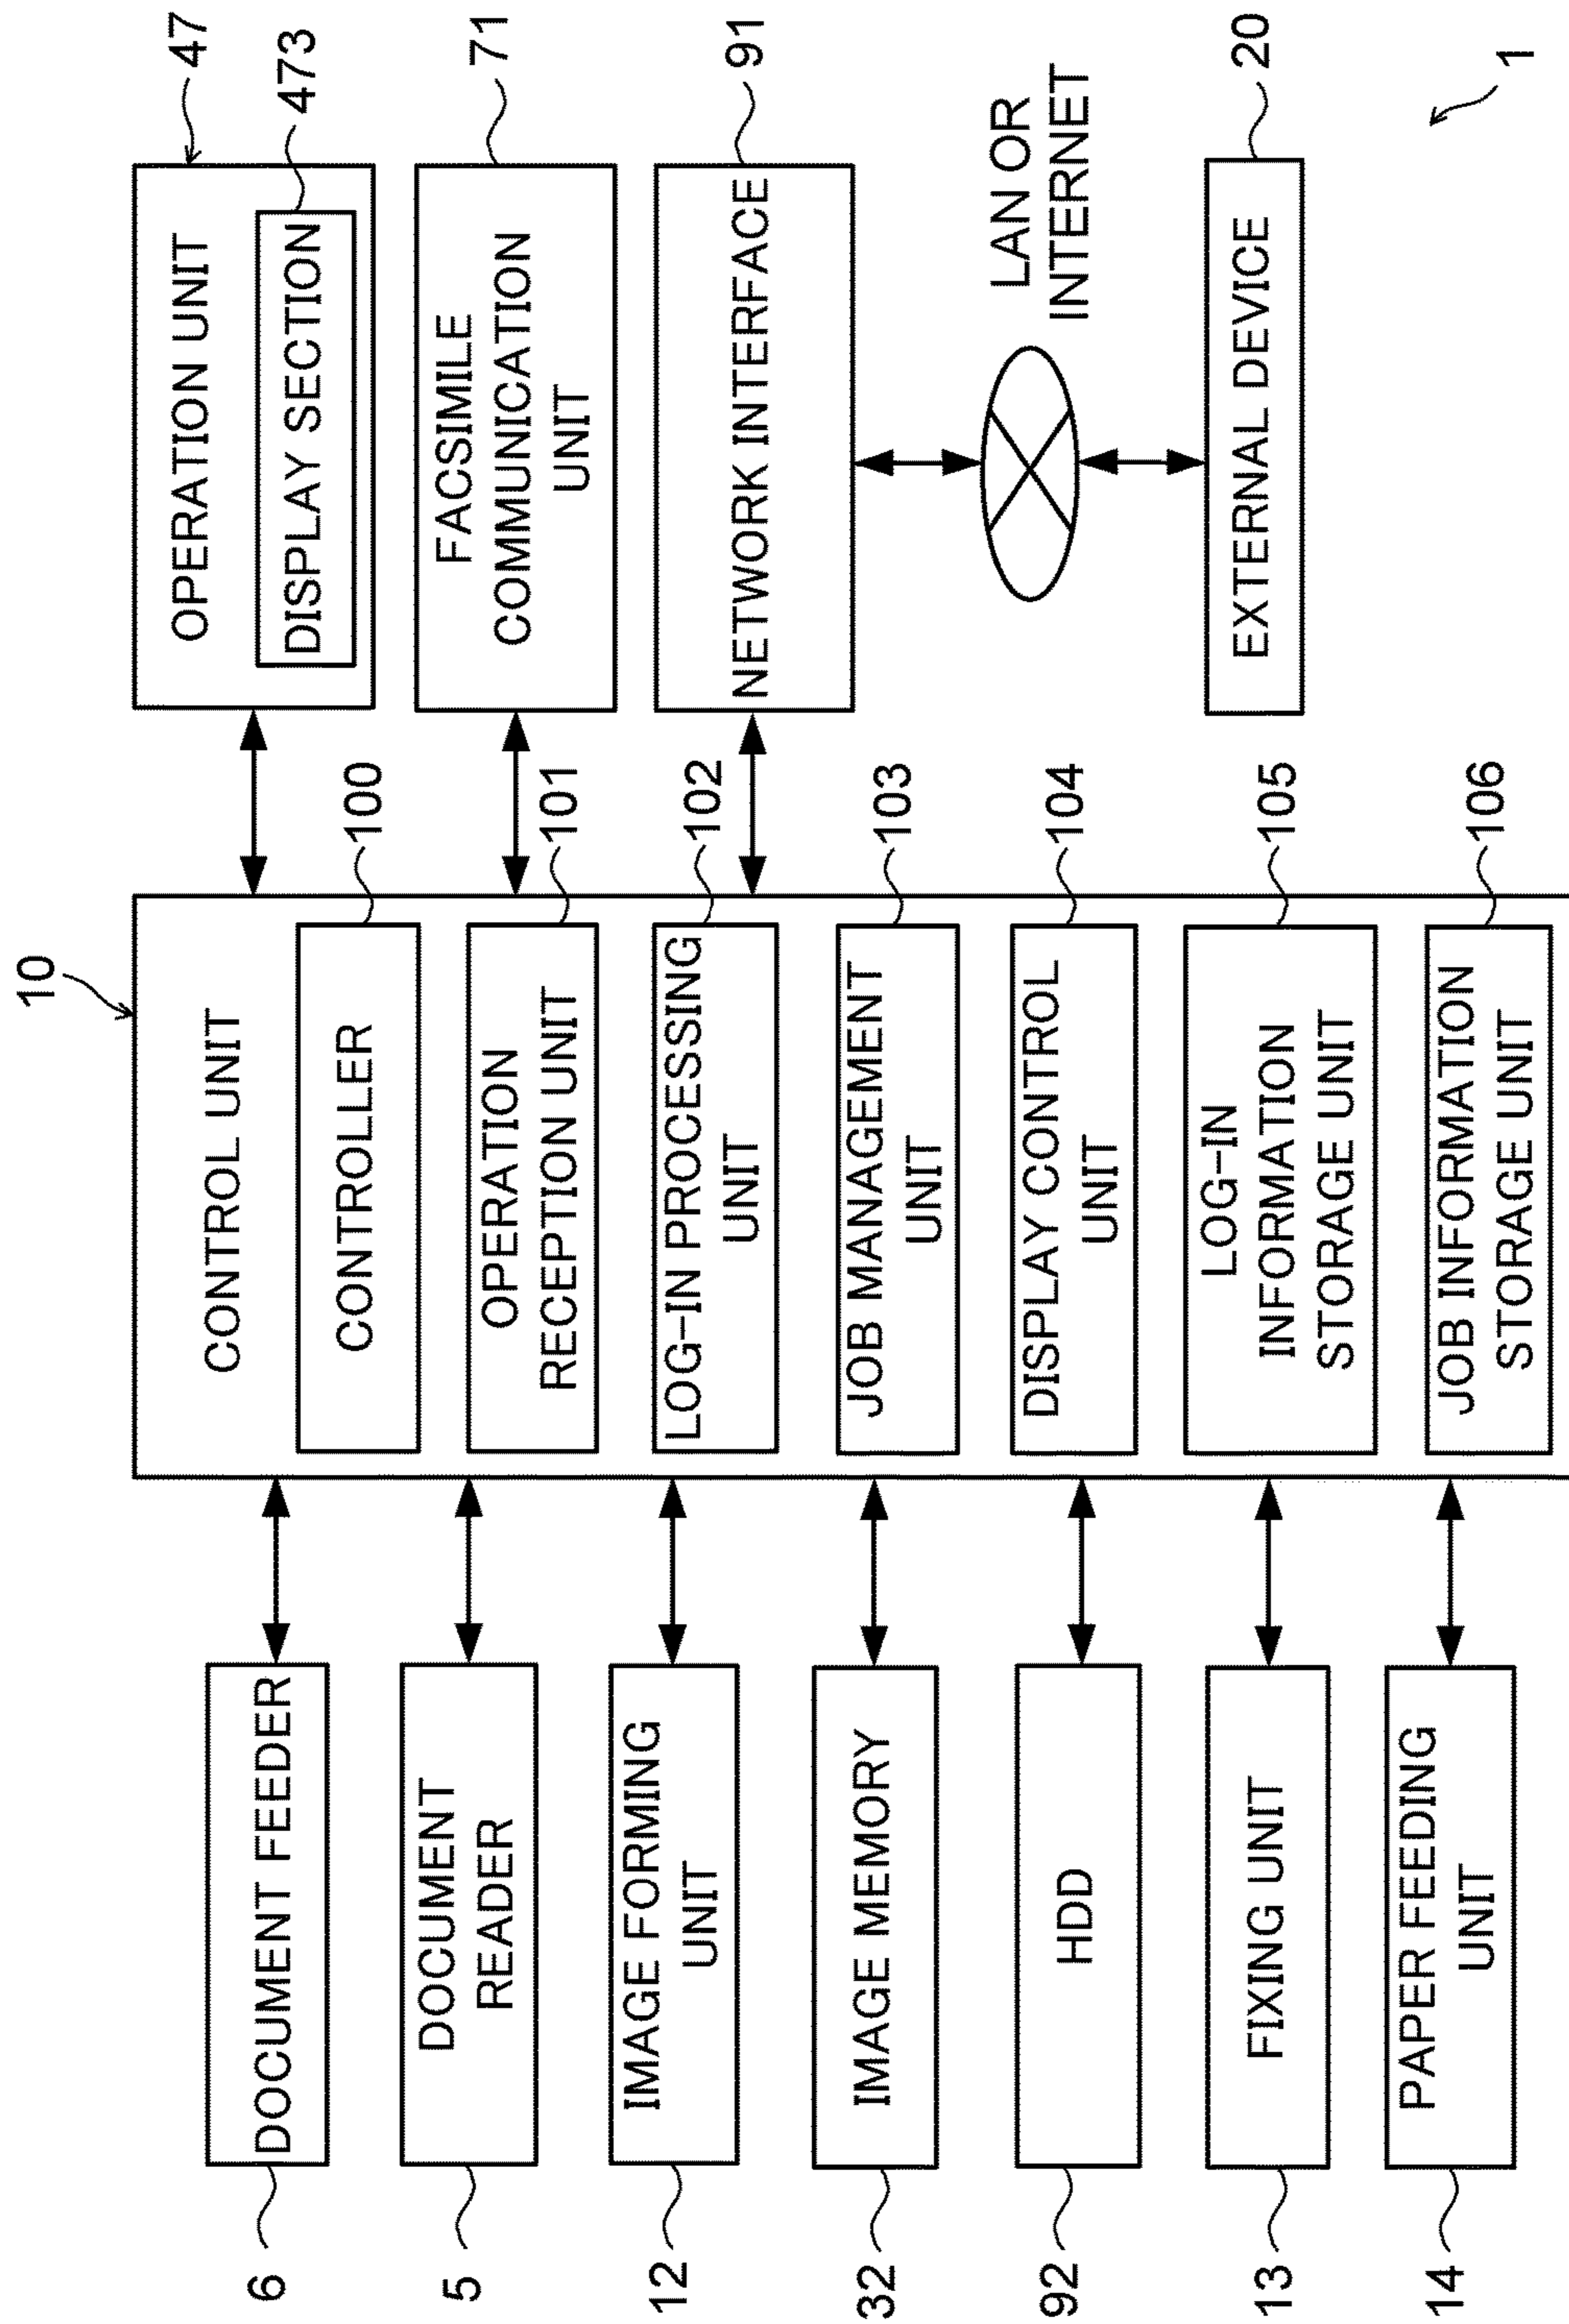 10
CONTROL UNIT
CONTROLLER
100
OPERATION
RECEPTION UNIT
101
LOG-IN PROCESSING
UNIT
102
JOB MANAGEMENT
UNIT
103
DISPLAY CONTROL
UNIT
104
LOG-IN
INFORMATION
STORAGE UNIT
105
JOB INFORMATION
STORAGE UNIT
106
6
DOCUMENT FEEDER
5
DOCUMENT
READER
12
IMAGE FORMING
UNIT
32
IMAGE MEMORY
92
HDD
13
FIXING UNIT
14
PAPER FEEDING
UNIT
OPERATION UNIT
47
DISPLAY SECTION
473
FACSIMILE
COMMUNICATION
UNIT
71
NETWORK INTERFACE
91
LAN OR
INTERNET
EXTERNAL DEVICE
20
1